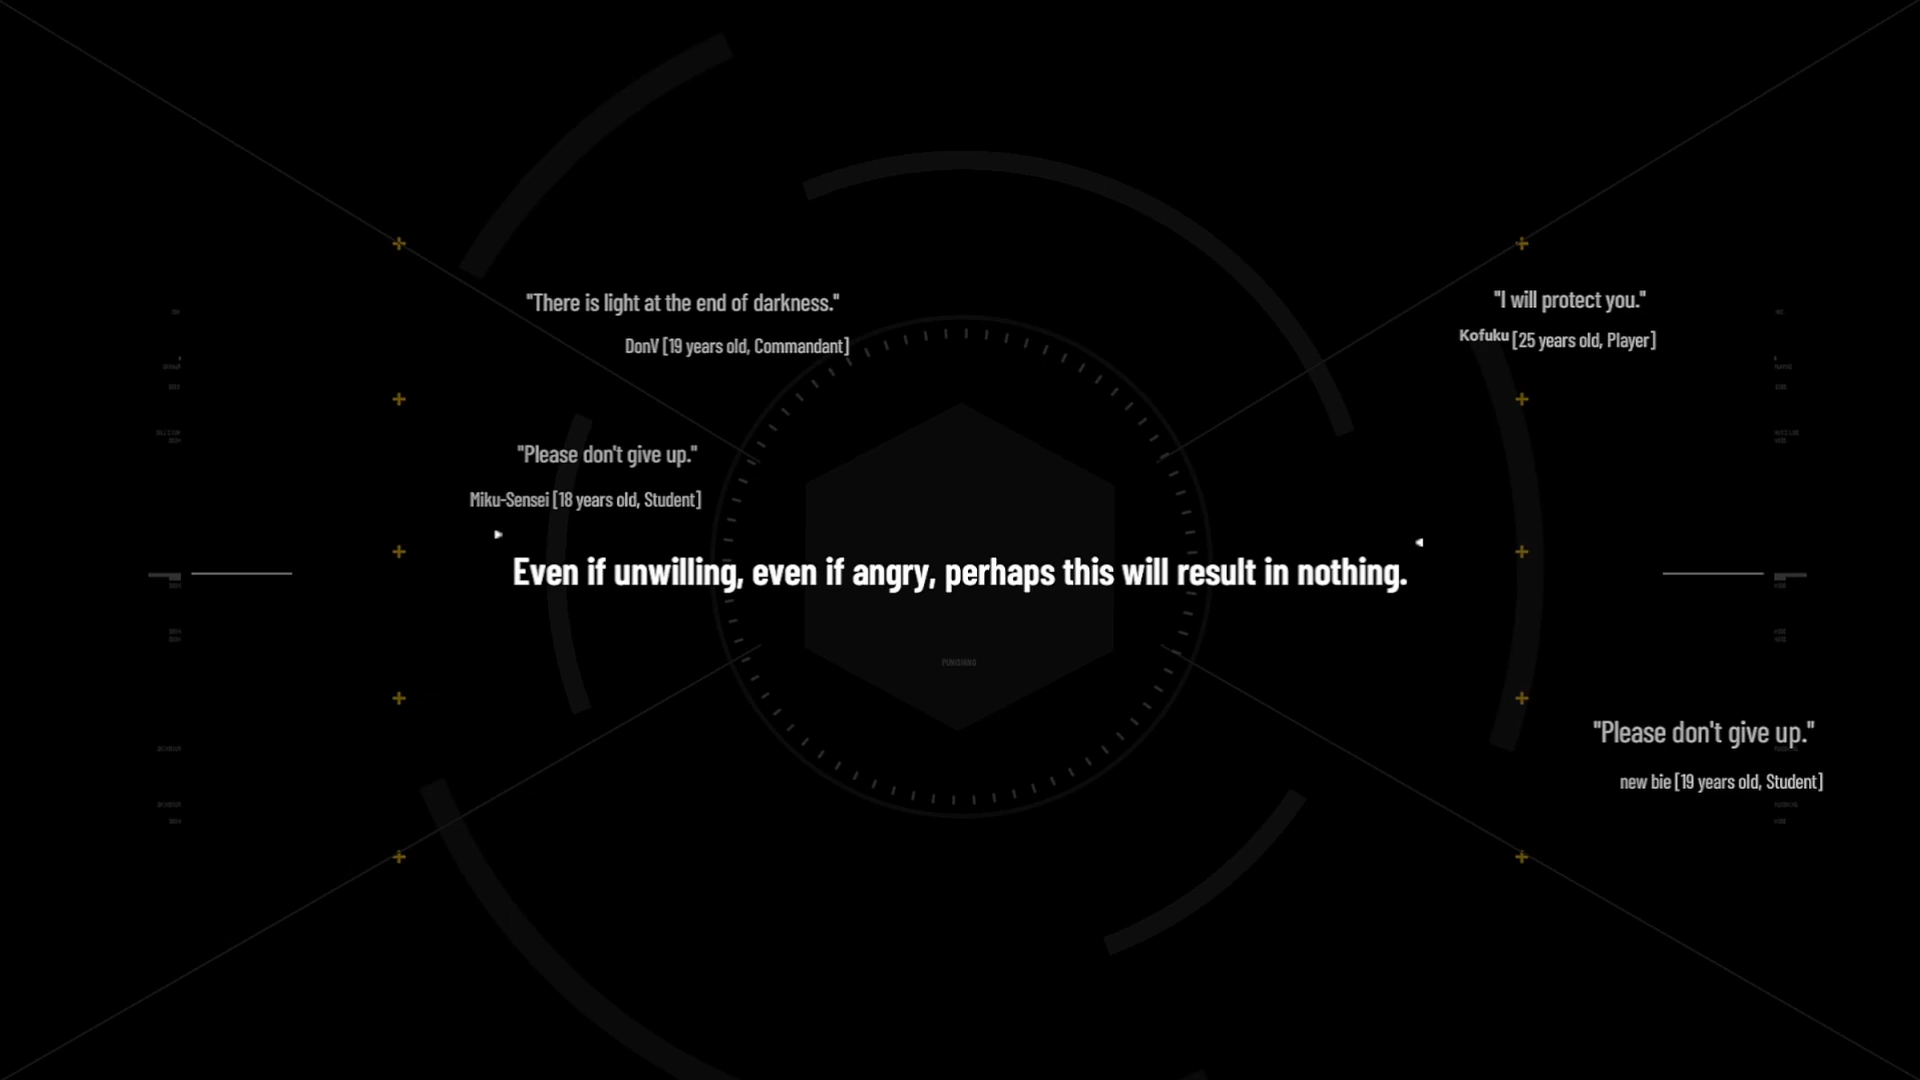 "There is light at the end of darkness."
DonV [19 years old, Commandant]
"I will protect you."
Kofuku [25 years old, Player]
"Please don't give up."
Miku-Sensei [18 years old, Student]
Even if unwilling, even if angry, perhaps this will result in nothing.
PUNISHING
"Please don't give up."
new bie [19 years old, Student]